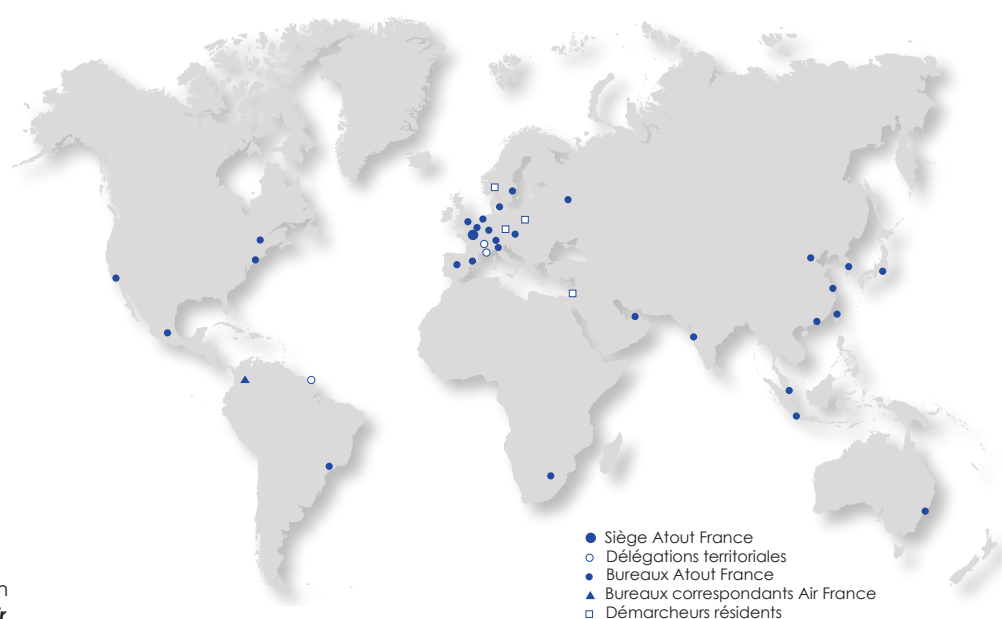 Siège Atout France
Délégations territoriales
Bureaux Atout France
Bureaux correspondants Air France
Démarcheurs résidents
n